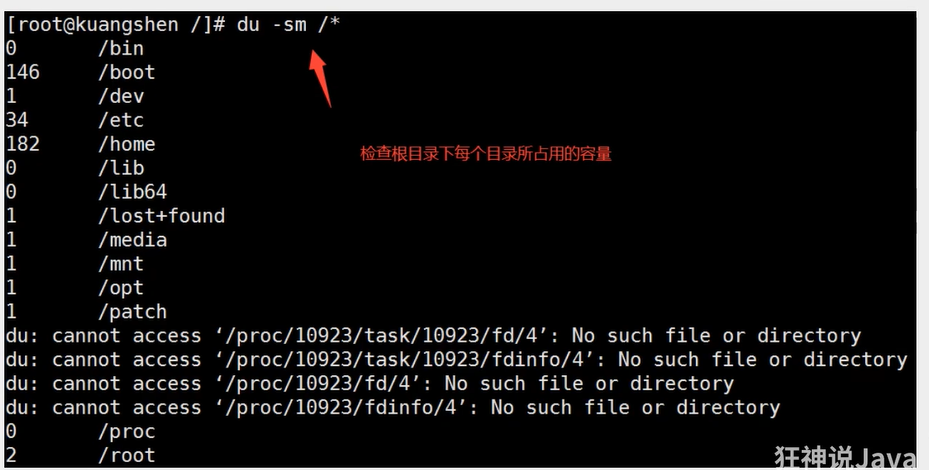 [root@kuangshen /]# du -sm /*
0 /bin
146 /boot
1 /dev
34 /etc
182 /home
检查根目录下每个目录所占用的容量
0 /lib
0 /lib64
1 /lost+found
1 /media
1 /mnt
1 /opt
1 /patch
du: cannot access ‘/proc/10923/task/10923/fd/4’: No such file or directory
du: cannot access ‘/proc/10923/task/10923/fdinfo/4’: No such file or directory
du: cannot access ‘/proc/10923/fd/4’: No such file or directory
du: cannot access ‘/proc/10923/fdinfo/4’: No such file or directory
0 /proc
2 /root
狂神说Java